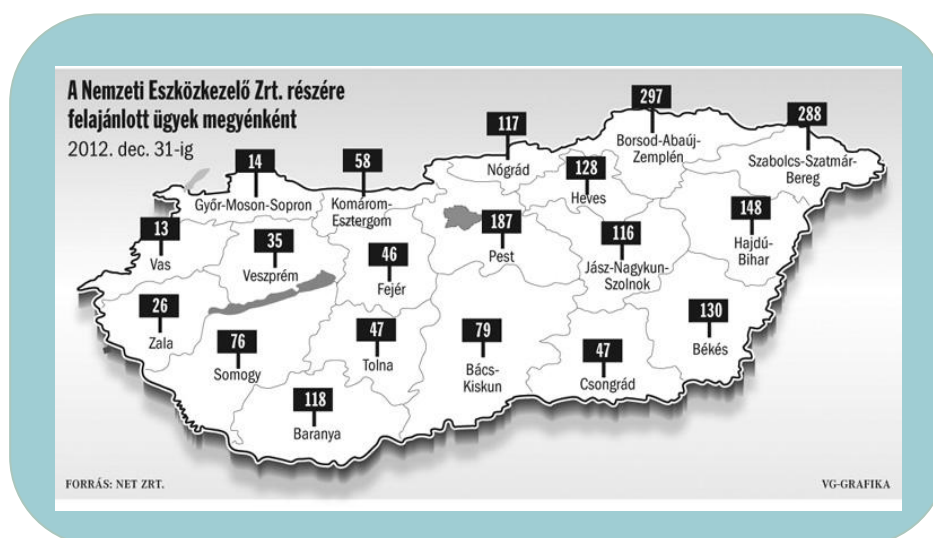 A Nemzeti Eszközkezelő Zrt. részére
felajánlott ügyek megyénként
2012. dec. 31-ig
297
Borsod-Abaúj-
Zemplén
288
Szabolcs-Szatmár-
Bereg
117
Nógrád
14
Győr-Moson-Sopron
58
Komárom-
Esztergom
128
Heves
148
Hajdú-
Bihar
13
Vas
35
Veszprém
46
Fejér
187
Pest
116
Jász-Nagykun-
Szolnok
26
Zala
76
Somogy
47
Tolna
79
Bács-
Kiskun
47
Csongrád
130
Békés
118
Baranya
FORRÁS: NET ZRT.
VG-GRAFIKA